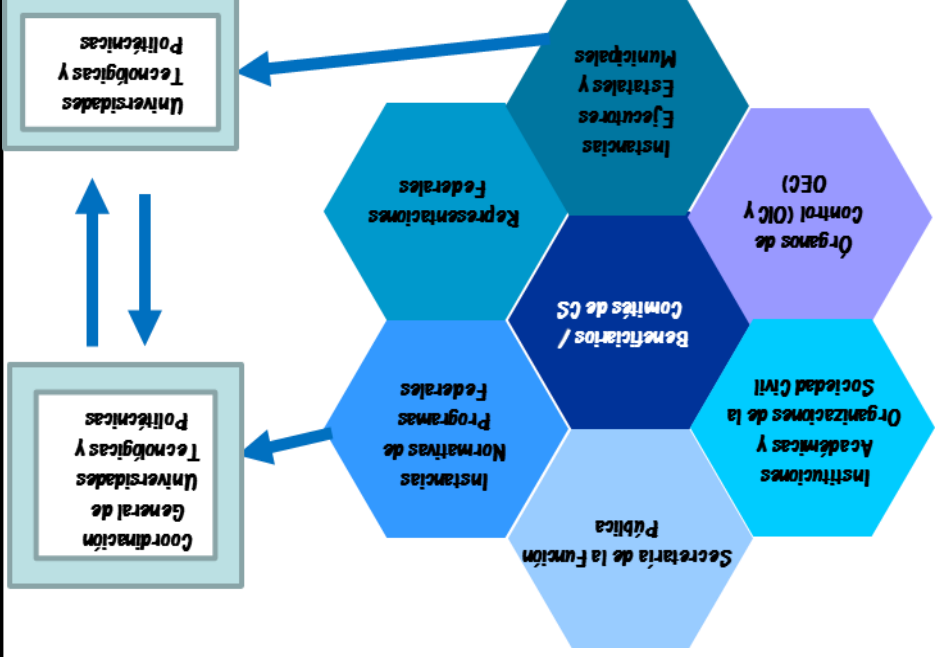 Secretaría de la Función
Pública
Instituciones
Académicas y
Organizaciones de la
Sociedad Civil
Instancias
Normativas de
Programas
Federales
Coordinación
General de
Universidades
Tecnológicas y
Politécnicas
Beneficiarios /
Comités de CS
Órganos de
Control (OIC y
OEC)
Representaciones
Federales
Instancias
Ejecutores
Estatales y
Municipales
Universidades
Tecnológicas y
Politécnicas